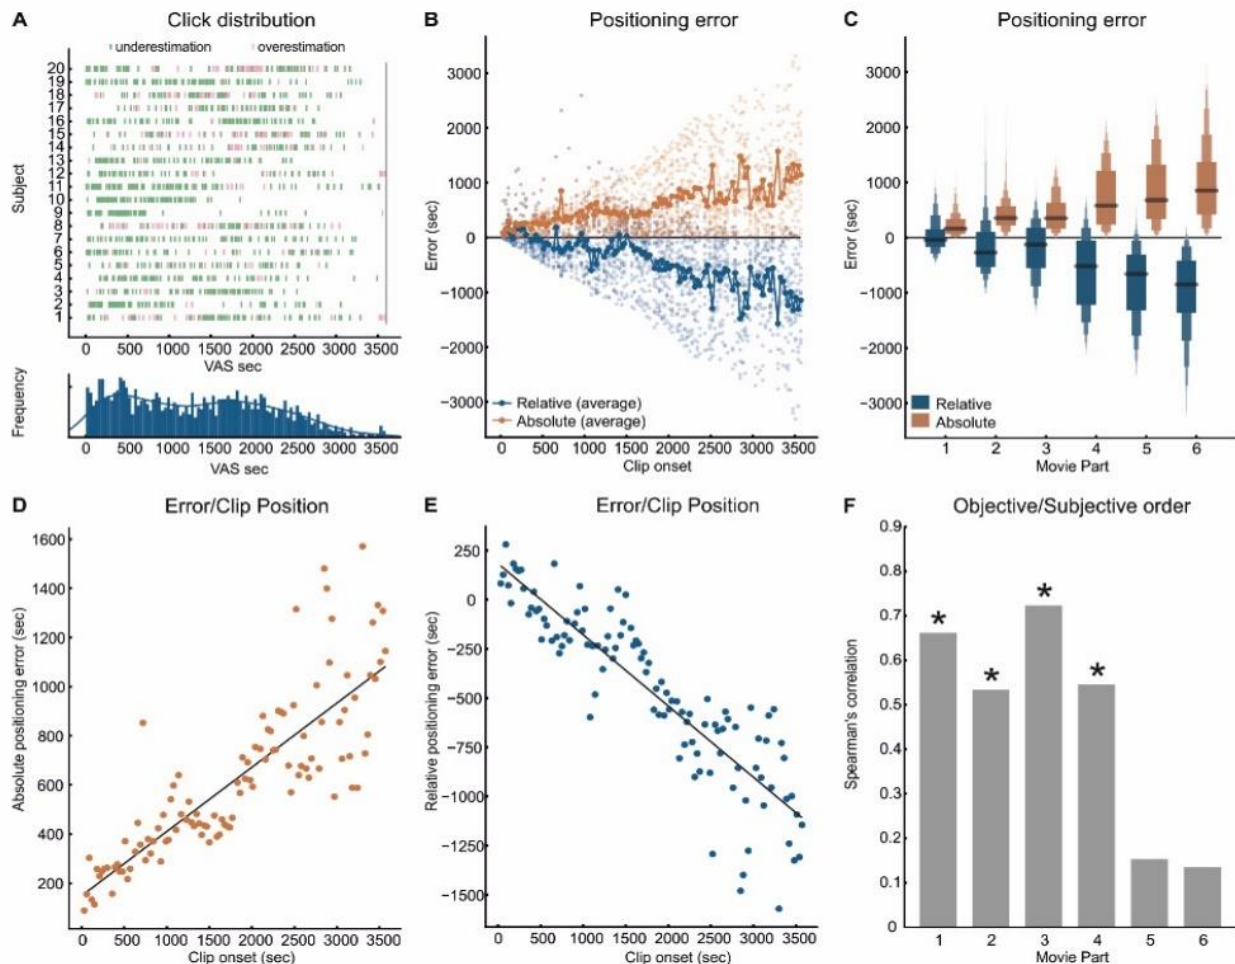 A Click distribution
underestimation overestimation
Subject
20
19
18
17
16
15
14
13
12
11
10
9
8
7
6
5
4
3
2
1
0 500 1000 1500 2000 2500 3000 3500
VAS sec
Frequency
0 500 1000 1500 2000 2500 3000 3500
VAS sec
B Positioning error
Error (sec)
3000
2000
1000
0
−1000
−2000
−3000
Relative (average)
Absolute (average)
0 500 1000 1500 2000 2500 3000 3500
Clip onset
C Positioning error
Error (sec)
3000
2000
1000
0
−1000
−2000
−3000
Relative
Absolute
1 2 3 4 5 6
Movie Part
D Error/Clip Position
Absolute positioning error (sec)
1600
1400
1200
1000
800
600
400
200
0 500 1000 1500 2000 2500 3000 3500
Clip onset (sec)
E Error/Clip Position
Relative positioning error (sec)
250
0
−250
−500
−750
−1000
−1250
−1500
0 500 1000 1500 2000 2500 3000 3500
Clip onset (sec)
F Objective/Subjective order
Spearman's correlation
0.9
0.8
0.7
0.6
0.5
0.4
0.3
0.2
0.1
0
* * * *
1 2 3 4 5 6
Movie Part